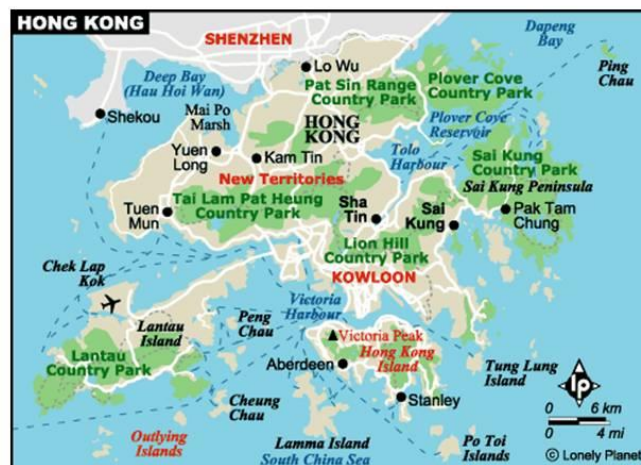 HONG KONG
SHENZHEN
Dapeng
Bay
Ping
Chau
Lo Wu
Deep Bay
(Hau Hoi Wan)
Pat Sin Range
Country Park
Plover Cove
Country Park
Shekou
Mai Po
Marsh
HONG
KONG
Plover Cove
Reservoir
Yuen
Long
Kam Tin
Tolo
Harbour
Sai Kung
Country Park
Sai Kung Peninsula
New Territories
Tai Lam Pat Heung
Country Park
Tuen
Mun
Sha
Tin
Sai
Kung
Pak Tam
Chung
Lion Hill
Country Park
KOWLOON
Chek Lap
Kok
Victoria
Harbour
Lantau
Island
Peng
Chau
Victoria Peak
Hong Kong
Island
Lantau
Country Park
Aberdeen
Tung Lung
Island
Cheung
Chau
Stanley
lp
0 6 km
0 4 mi
Outlying
Islands
Lamma Island
South China Sea
Po Toi
Islands
© Lonely Planet